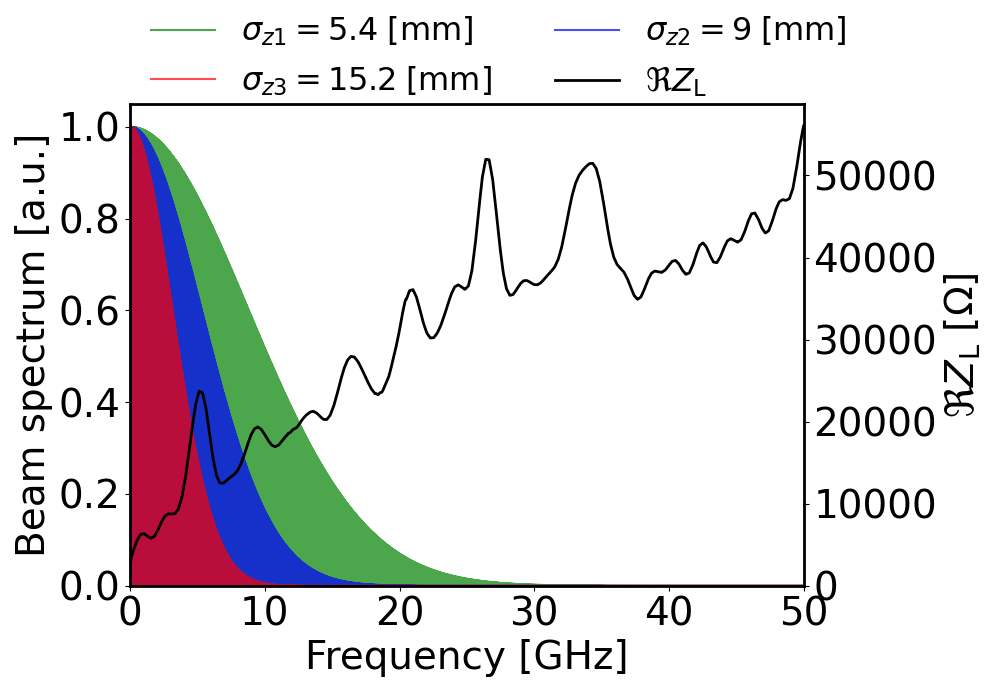 σz1 = 5.4 [mm] σz2 = 9 [mm]
σz3 = 15.2 [mm] ℜZL
1.0
0.8
0.6
0.4
0.2
0.0
Beam spectrum [a.u.]
50000
40000
30000
20000
10000
0
ℜZL [Ω]
0 10 20 30 40 50
Frequency [GHz]